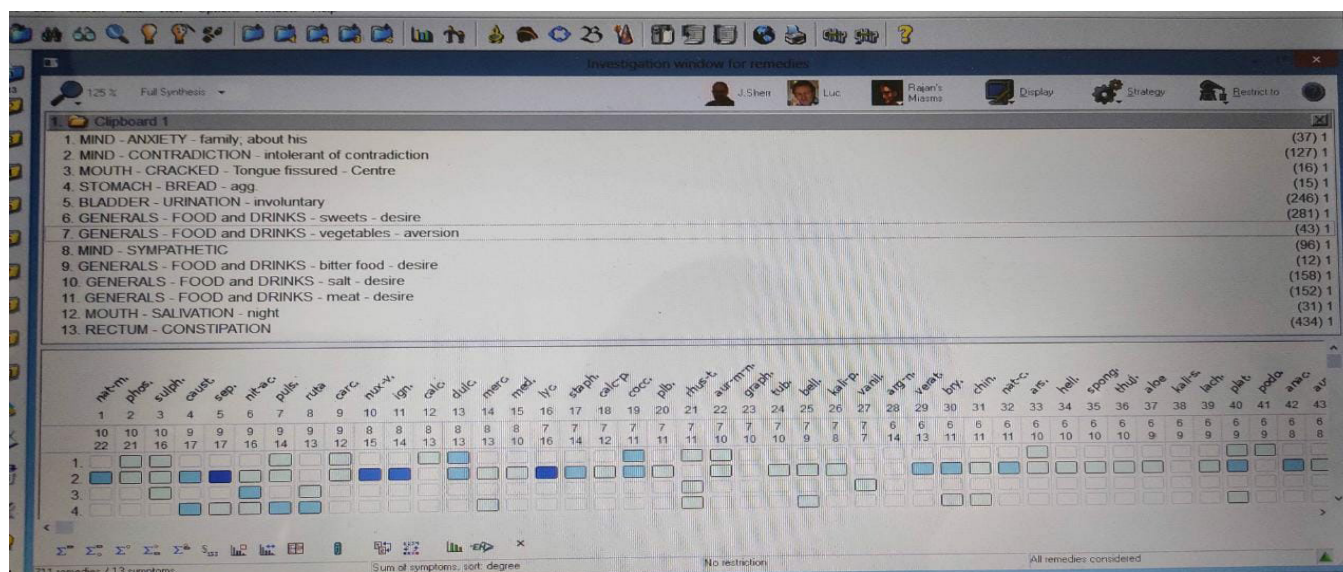 Investigation window for remedies
125 %
Full Synthesis
J.Sherr
Luc
Rajan's
Miasms
Display
Strategy
Restrict to
1. Clipboard 1
1. MIND - ANXIETY - family; about his (37) 1
2. MIND - CONTRADICTION - intolerant of contradiction (127) 1
3. MOUTH - CRACKED - Tongue fissured - Centre (16) 1
4. STOMACH - BREAD - agg. (15) 1
5. BLADDER - URINATION - involuntary (246) 1
6. GENERALS - FOOD and DRINKS - sweets - desire (281) 1
7. GENERALS - FOOD and DRINKS - vegetables - aversion (43) 1
8. MIND - SYMPATHETIC (96) 1
9. GENERALS - FOOD and DRINKS - bitter food - desire (12) 1
10. GENERALS - FOOD and DRINKS - salt - desire (158) 1
11. GENERALS - FOOD and DRINKS - meat - desire (152) 1
12. MOUTH - SALIVATION - night (31) 1
13. RECTUM - CONSTIPATION (434) 1
nat-m. phos. sulph. caust. sep. nit-ac. puls. ruta carc. nux-v. ign. calc. dulc. merc. med. lyc. staph. calc-p. cocc. plb. rhus-t. aur-m-n. graph. tub. bell. kali-p. vanil. arg-n. verat. bry. chin. nat-c. ars. hell. spong. thuj. aloe kali-s. lach. plat. podo. anac.
1 2 3 4 5 6 7 8 9 10 11 12 13 14 15 16 17 18 19 20 21 22 23 24 25 26 27 28 29 30 31 32 33 34 35 36 37 38 39 40 41 42 43
10 10 10 9 9 9 9 9 9 8 8 8 8 8 8 7 7 7 7 7 7 7 7 7 7 7 7 6 6 6 6 6 6 6 6 6 6 6 6 6 6 6 6
22 21 16 17 17 16 14 13 12 15 14 13 13 13 10 16 14 12 11 11 11 10 10 10 9 8 7 14 13 11 11 11 10 10 10 10 9 9 9 9 9 8 8
1.
2.
3.
4.
Sum of symptoms, sort: degree
No restriction
All remedies considered